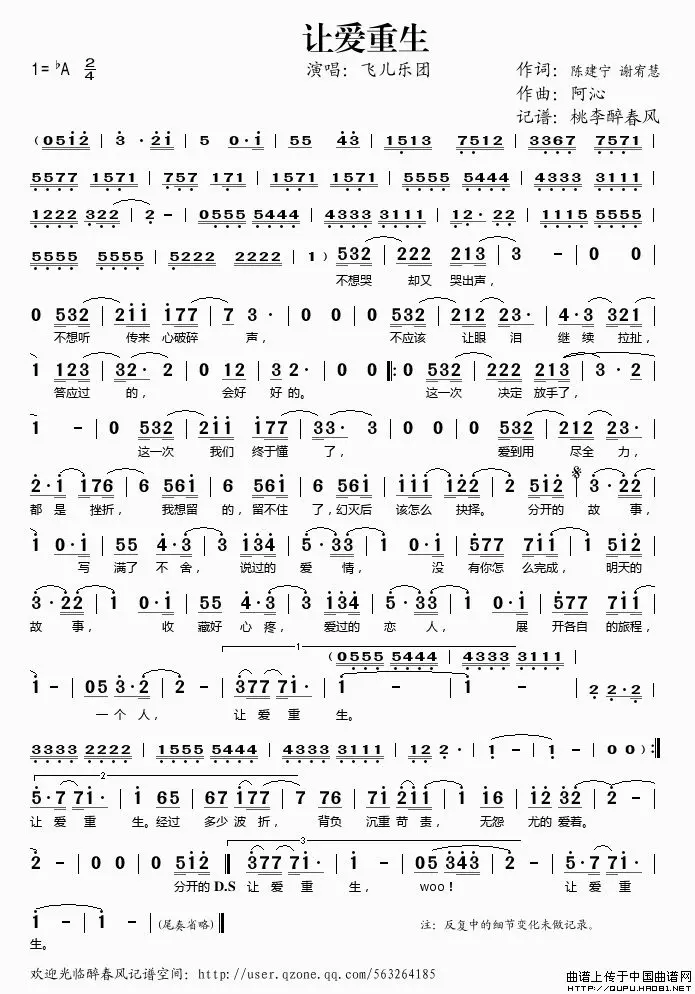 让爱重生
1=♭A 2/4
演唱：飞儿乐团
作词：陈建宁 谢宥慧
作曲：阿沁
记谱：桃李醉春风
(0512 | 3·21 | 5 0·1 | 55 43 | 1513 7512 | 3367 7571 |
5577 1571 | 757 171 | 1571 1571 | 5555 5444 | 4333 3111 |
1222 322 | 2 - | 0555 5444 | 4333 3111 | 12· 22 | 1115 5555 |
5555 5555 | 5222 2222 | 1) 532 | 222 213 | 3 - | 0 0 |
不想哭 却又 哭出声，
0 532 | 211 177 | 7 3· | 0 0 | 0 532 | 212 23· | 4·3 321 |
不想听 传来 心破碎 声， 不应该 让眼 泪 继续 拉扯，
1 123 | 32· 2 | 0 12 | 32· | 0 0 ‖: 0 532 | 222 213 | 3·2 |
答应过 的， 会好 好的。 这一次 决定 放手了，
1 - | 0 532 | 211 177 | 33· 3 | 0 0 | 0 532 | 212 23· |
这一次 我们 终于懂 了， 爱到用 尽全 力，
2·1 176 | 6 561 | 6 561 | 6 561 | 111 122 | 2 512 | 3·22 |
都是 挫折， 我想留 的，留不住 了，幻灭后 该怎么 抉择。 分开的 故 事，
1 0·1 | 55 4·3 | 3 134 | 5·33 | 1 0·1 | 577 711 | 1 512 |
写 满了 不舍， 说过的 爱 情， 没 有你怎 么完成， 明天的
3·22 | 1 0·1 | 55 4·3 | 3 134 | 5·33 | 1 0·1 | 577 711 |
故 事， 收 藏好 心疼， 爱过的 恋 人， 展 开各自 的旅程，
1
(0555 5444 | 4333 3111
1 - | 05 3·2 | 2 - | 377 71· | 1 - | 1 - | 22 2·2 |
一个 人， 让 爱 重 生。
3333 2222 | 1555 5444 | 4333 3111 | 12 2· | 1 - | 1 - | 0 0) :‖
2
5·7 71· | 1 65 | 67 177 | 7 76 | 71 211 | 1 16 | 12 32 | 2 - |
让 爱 重 生。经过 多少 波 折， 背负 沉重 苛 责， 无怨 尤的 爱着。
3
2 - | 0 0 | 0 512 ‖ 377 71· | 1 - | 05 343 | 2 - | 5·7 71· |
分开的 D.S 让 爱 重 生， woo！ 让 爱 重
1 - | 1 - | (尾奏省略) ‖
注：反复中的细节变化未做记录。
生。
欢迎光临醉春风记谱空间：http://user.qzone.qq.com/563264185
曲谱上传于中国曲谱网
http://QUPU.HAO81.NET